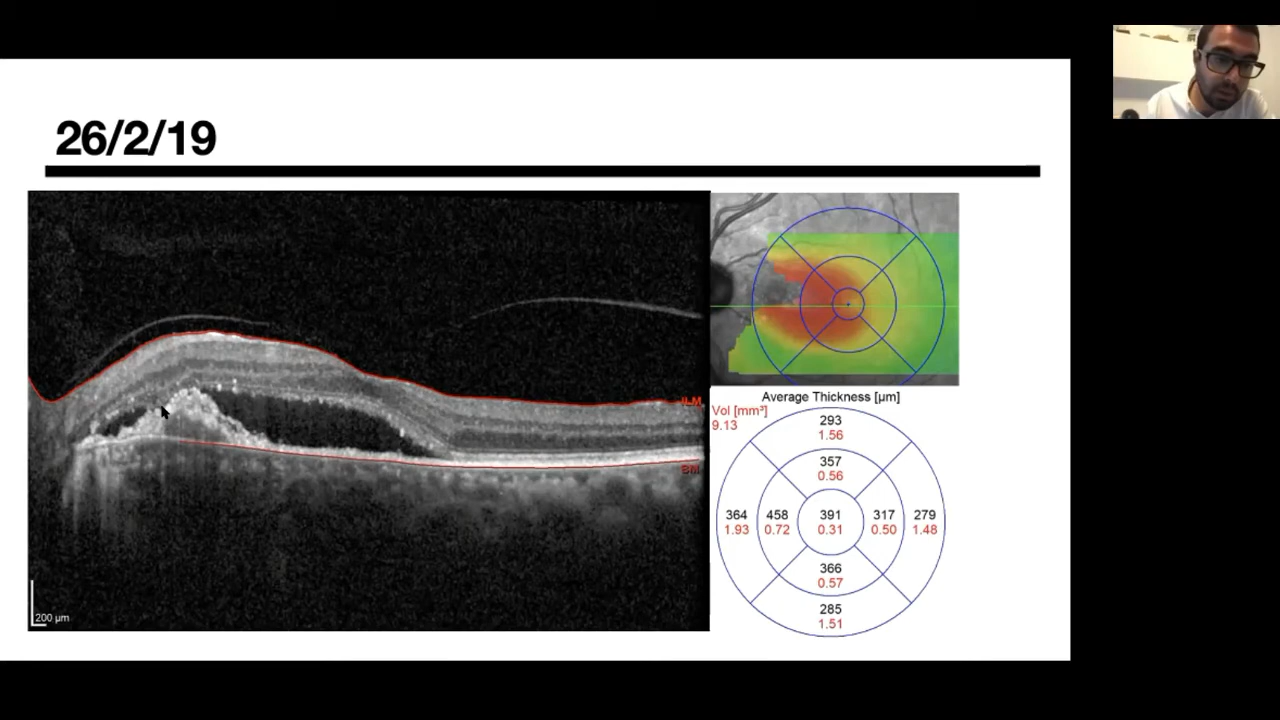 26/2/19
ILM
BM
200 µm
Average Thickness [µm]
Vol [mm³]
9.13
293
1.56
357
0.56
364 458 391 317 279
1.93 0.72 0.31 0.50 1.48
366
0.57
285
1.51